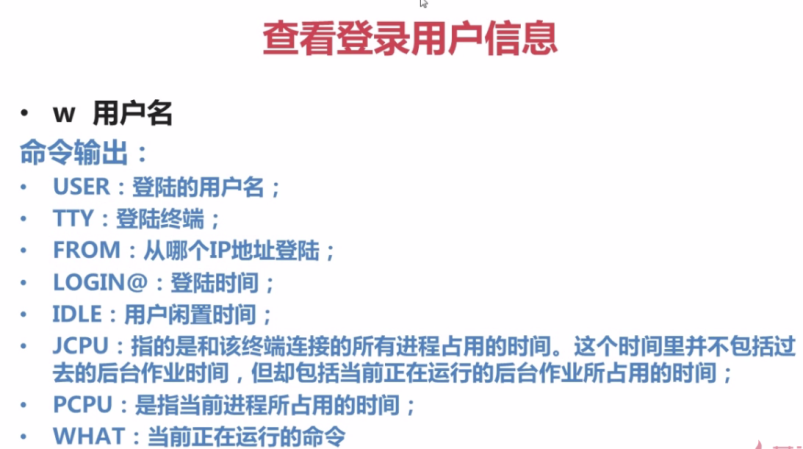 查看登录用户信息
• w 用户名
命令输出：
• USER：登陆的用户名；
• TTY：登陆终端；
• FROM：从哪个IP地址登陆；
• LOGIN@：登陆时间；
• IDLE：用户闲置时间；
• JCPU：指的是和该终端连接的所有进程占用的时间。这个时间里并不包括过
去的后台作业时间，但却包括当前正在运行的后台作业所占用的时间；
• PCPU：是指当前进程所占用的时间；
• WHAT：当前正在运行的命令